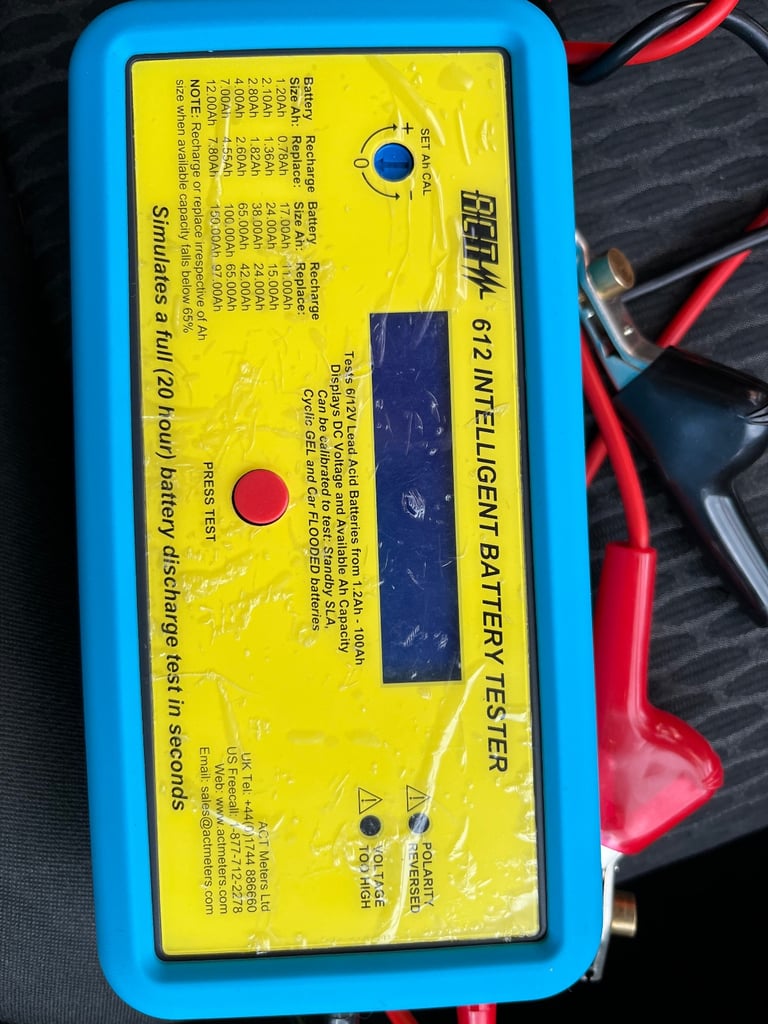 ACT 612 INTELLIGENT BATTERY TESTER
SET Ah CAL
+ -
0
POLARITY
REVERSED
VOLTAGE
TOO HIGH
Tests 6/12V Lead Acid Batteries from 1.2Ah - 100Ah
Displays DC Voltage and Available Ah Capacity
Can be calibrated to test: Standby SLA,
Cyclic GEL and Car FLOODED batteries
Battery Recharge Battery Recharge
Size Ah: Replace: Size Ah: Replace:
1.20Ah 0.78Ah 17.00Ah 11.00Ah
2.10Ah 1.36Ah 24.00Ah 15.00Ah
2.80Ah 1.82Ah 38.00Ah 24.00Ah
4.00Ah 2.60Ah 65.00Ah 42.00Ah
7.00Ah 4.55Ah 100.00Ah 65.00Ah
12.00Ah 7.80Ah 150.00Ah 97.00Ah
NOTE: Recharge or replace irrespective of Ah
size when available capacity falls below 65%
PRESS TEST
ACT Meters Ltd
UK Tel: +44(0)1744 886660
US Freecall: 1-877-712-2278
Web: www.actmeters.com
Email: sales@actmeters.com
Simulates a full (20 hour) battery discharge test in seconds